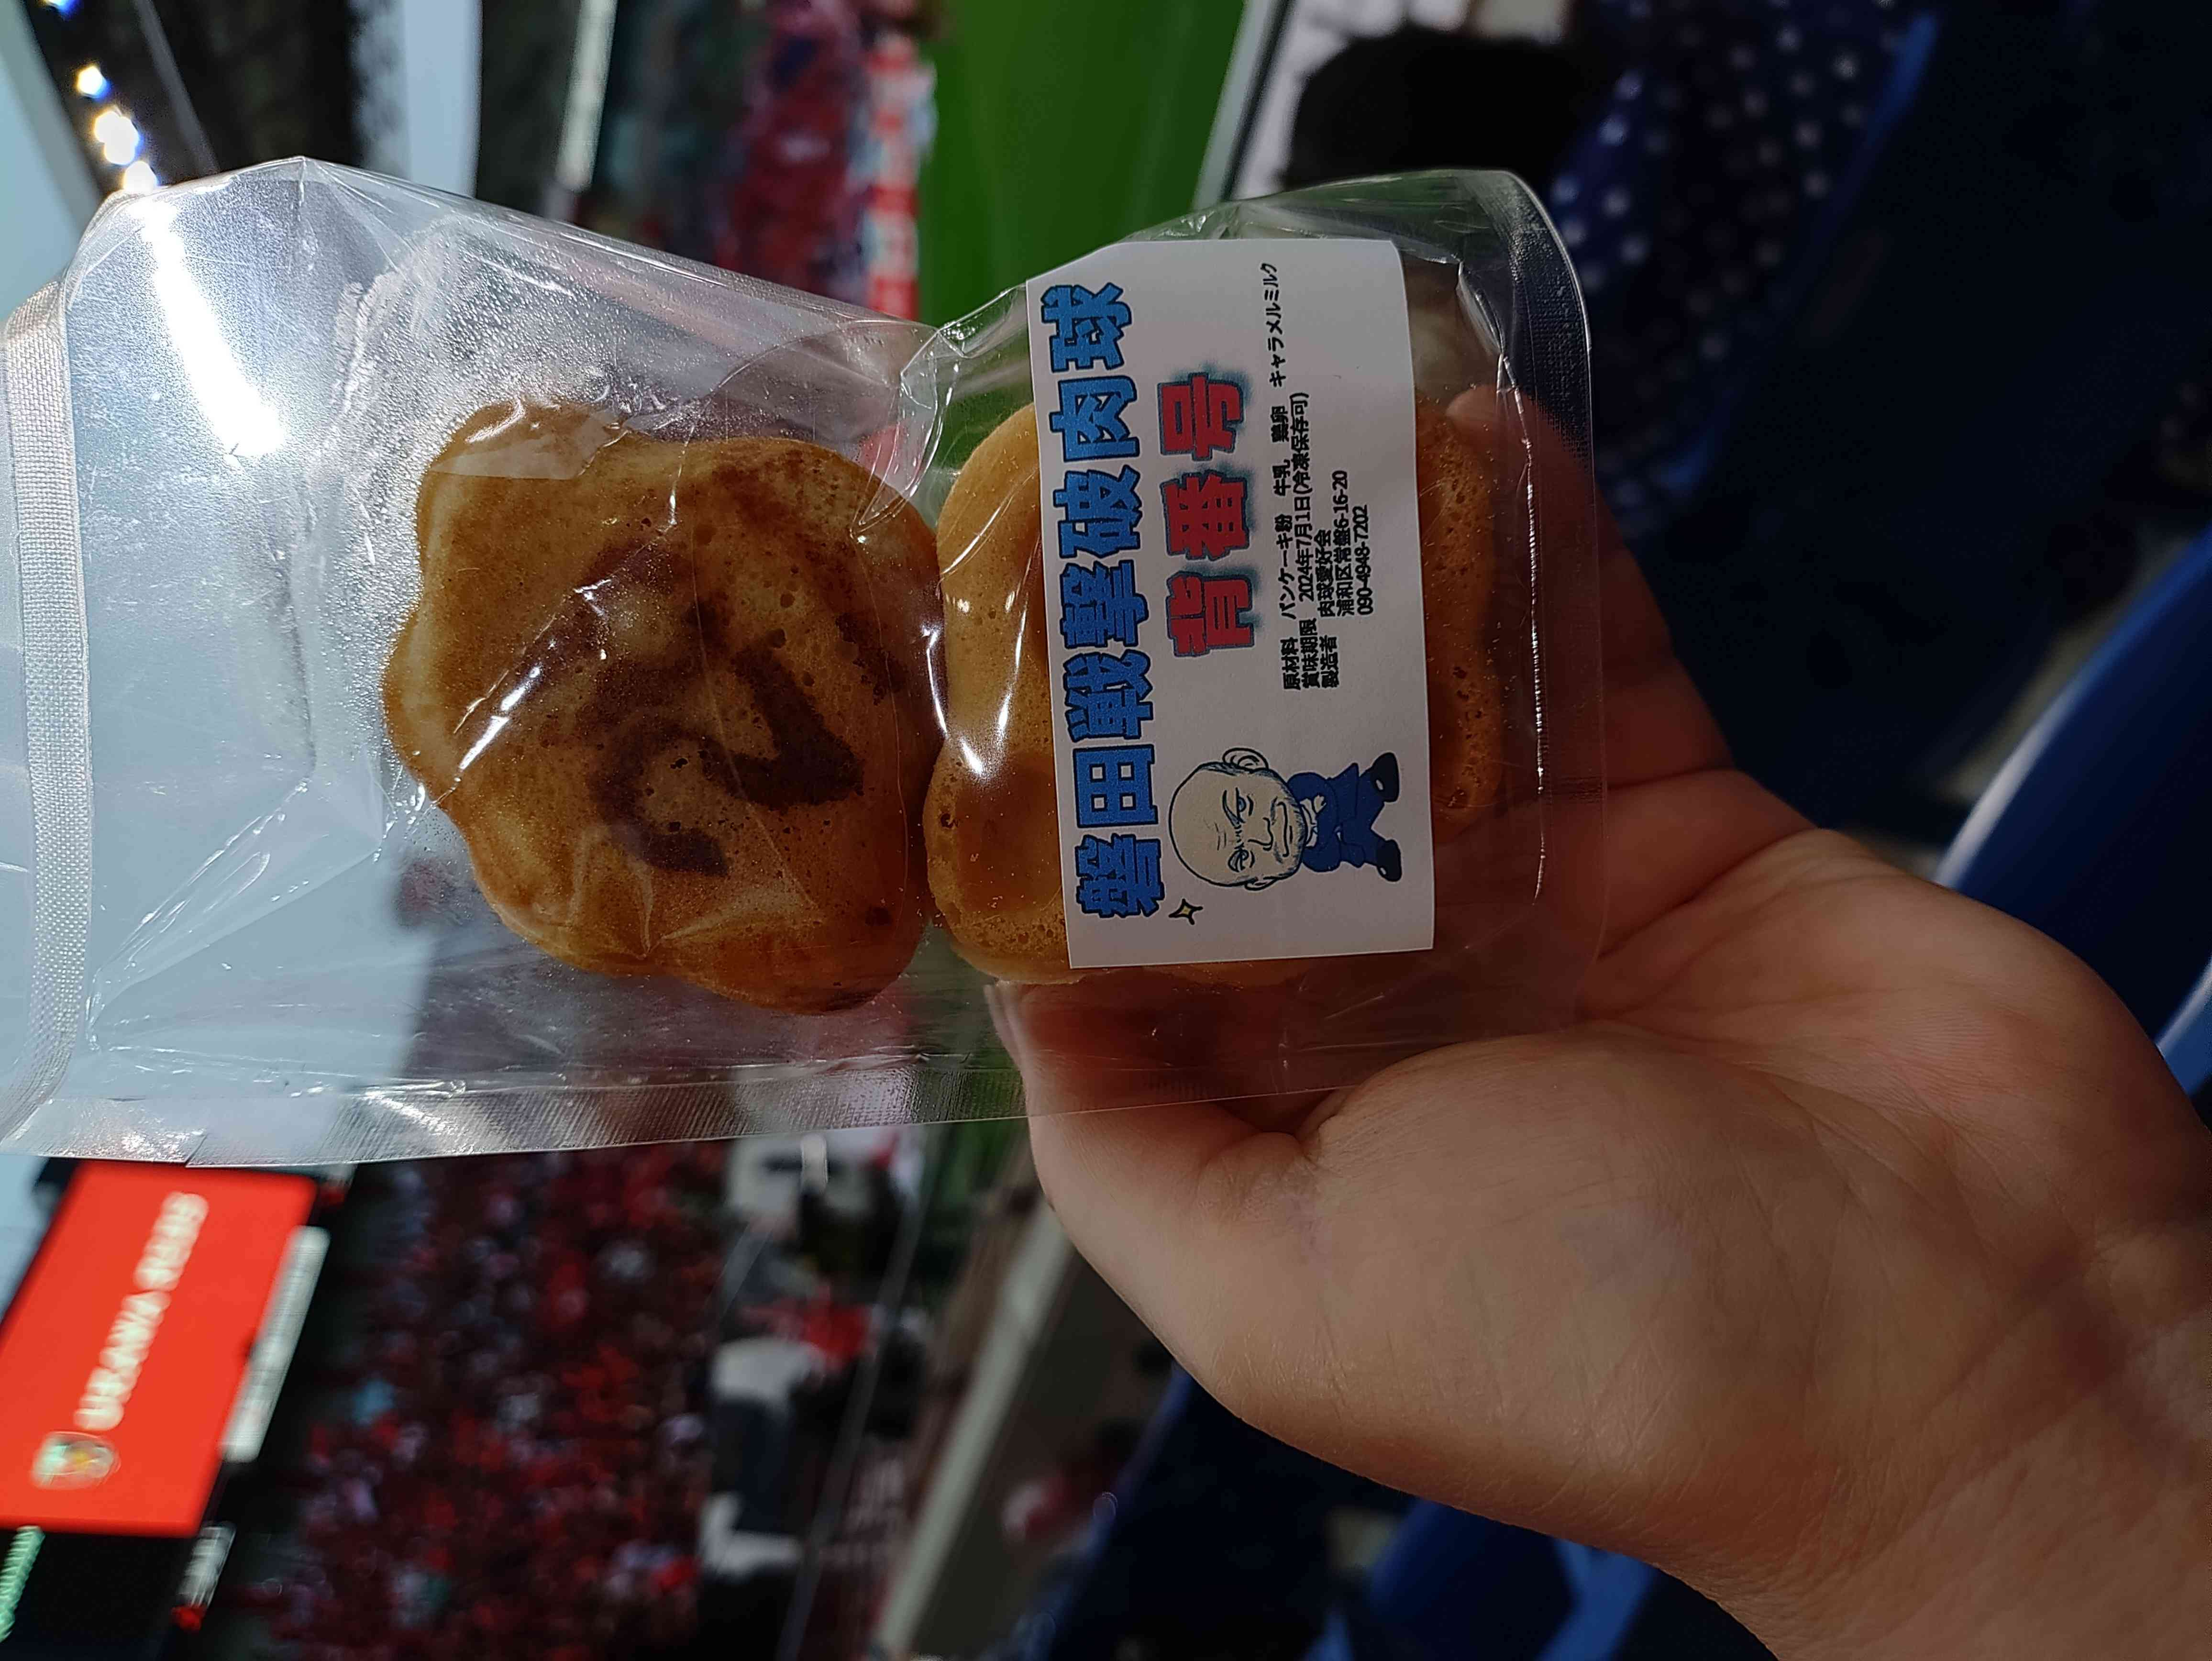 磐田戦撃破肉球
背番号
原材料 パンケーキ粉 牛乳 鶏卵 キャラメルミルク
賞味期限 2024年7月1日(冷凍保存可)
製造者 肉球愛好会
浦和区常盤6-16-20
090-4948-7202